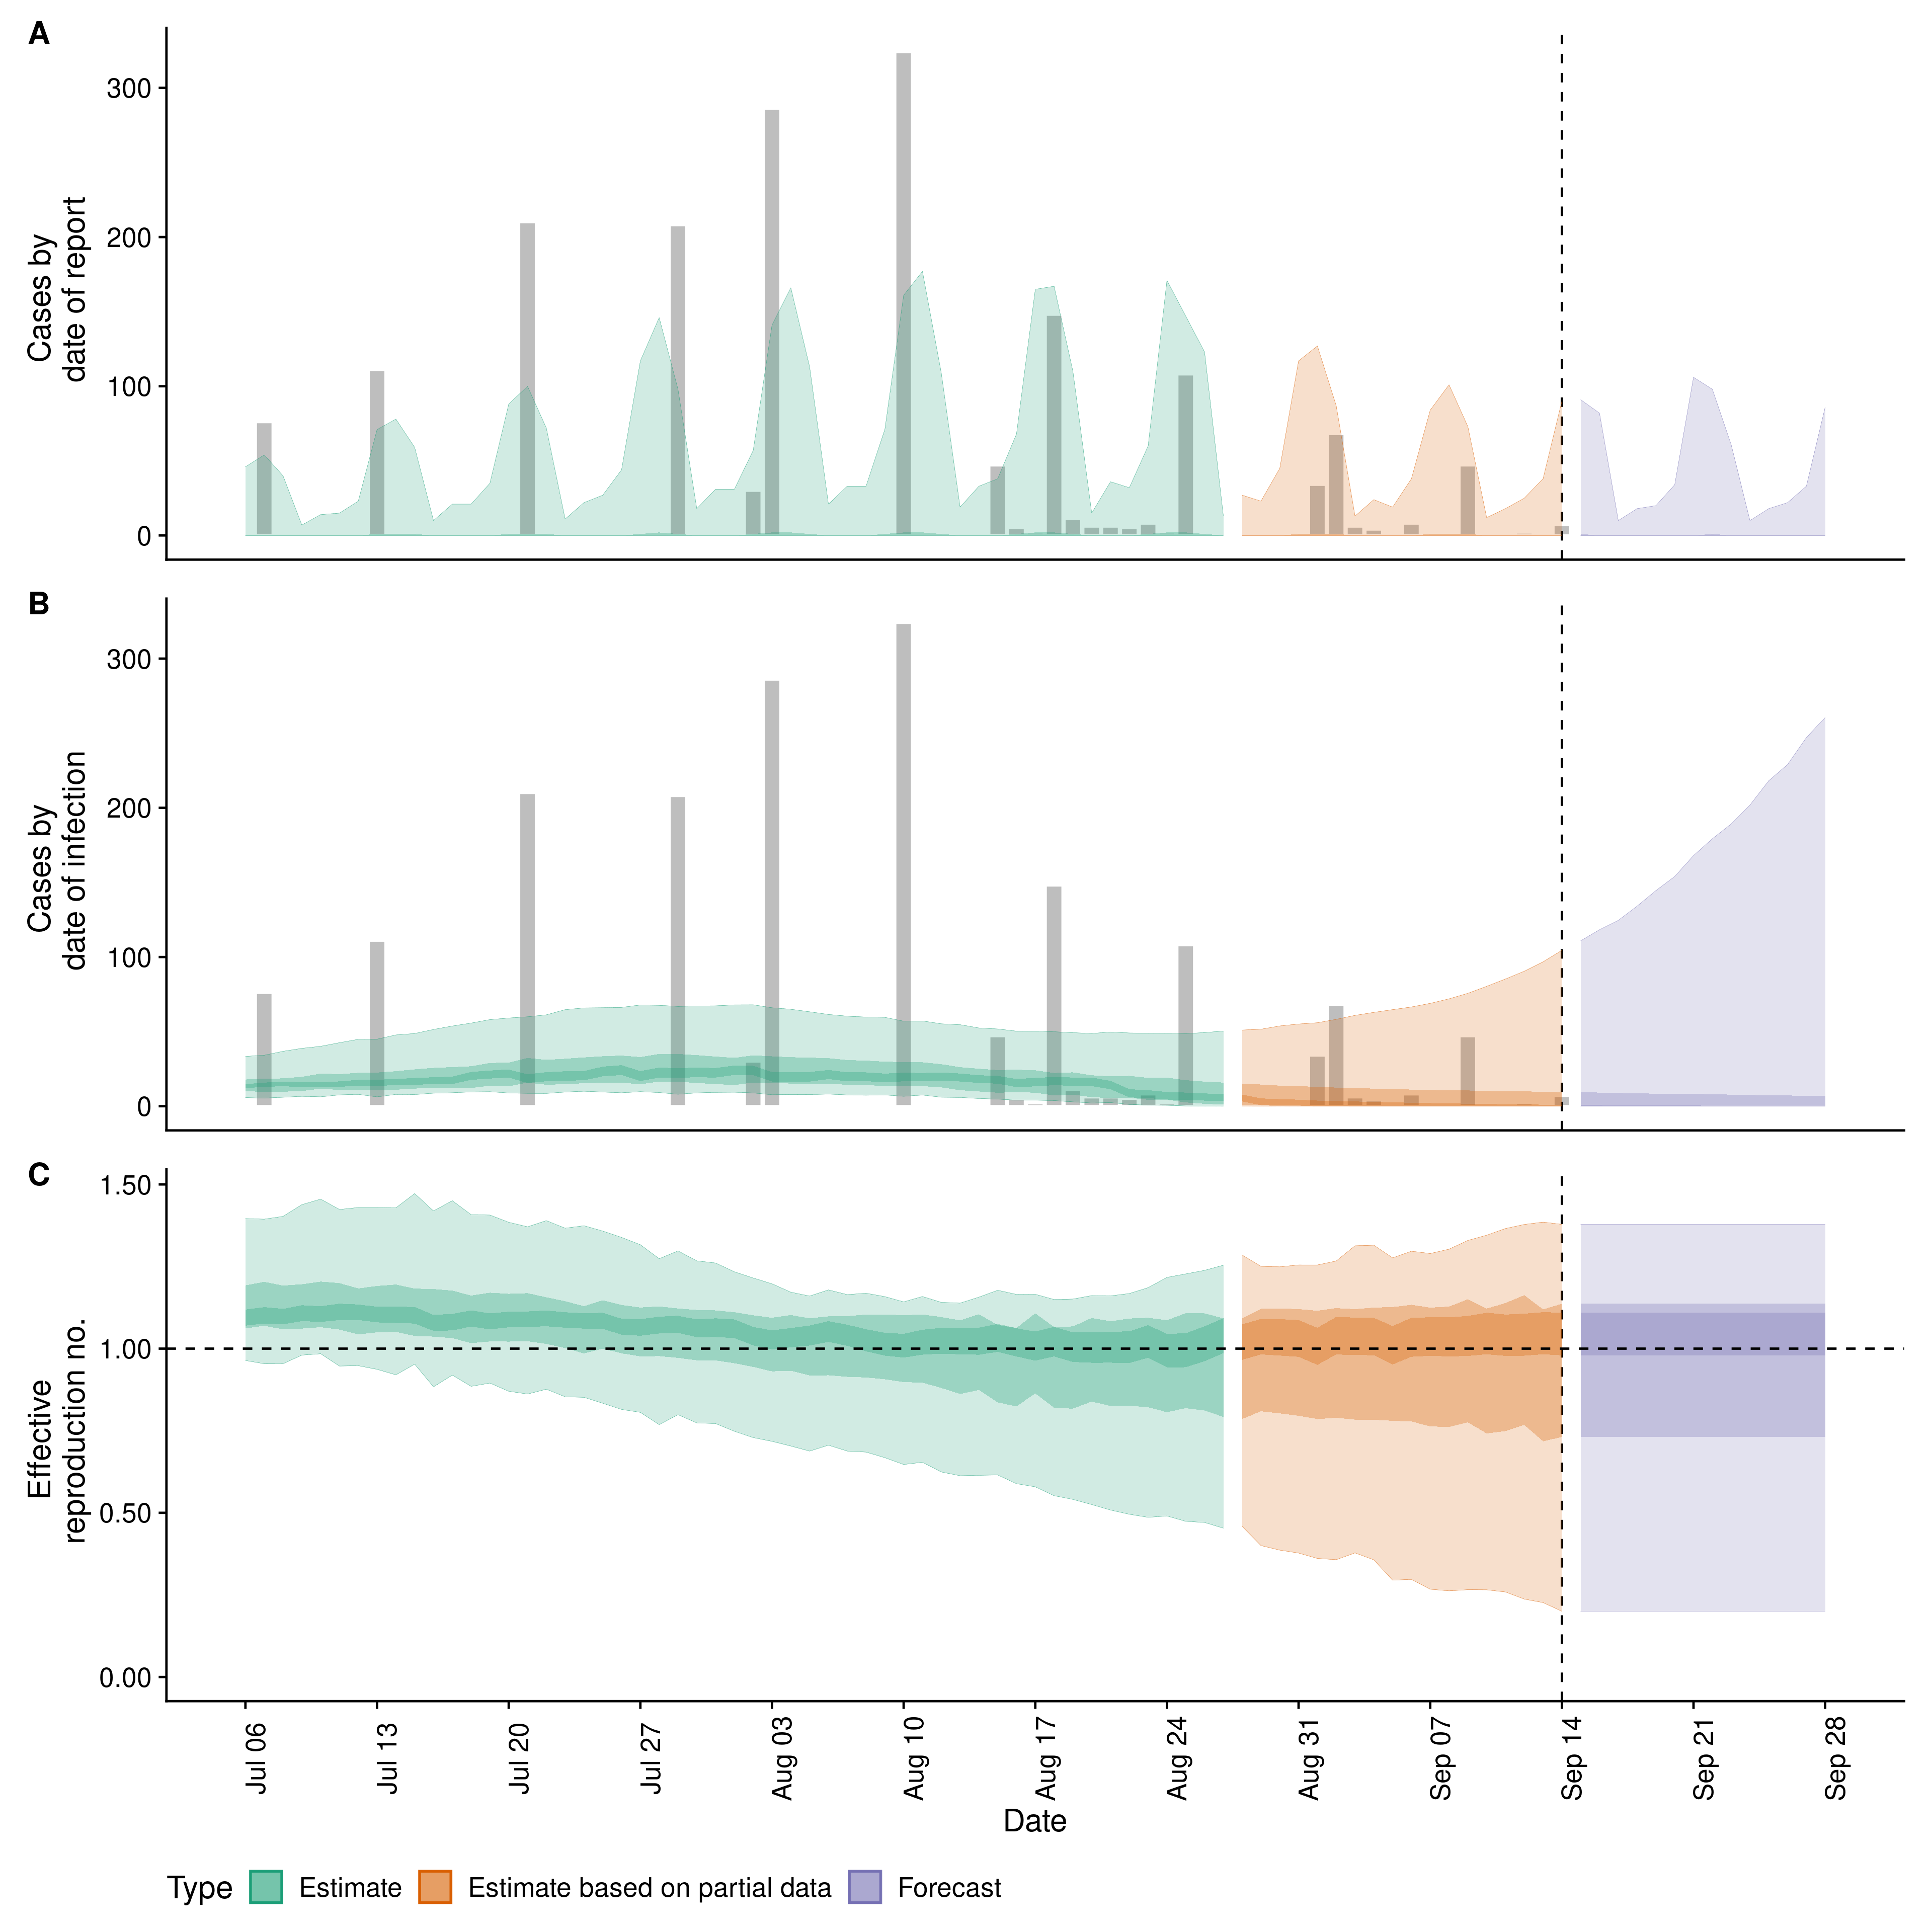 A
Cases by
date of report
300
200
100
0
B
Cases by
date of infection
300
200
100
0
C
Effective
reproduction no.
1.50
1.00
0.50
0.00
Jul 06
Jul 13
Jul 20
Jul 27
Aug 03
Aug 10
Aug 17
Aug 24
Aug 31
Sep 07
Sep 14
Sep 21
Sep 28
Date
Type Estimate Estimate based on partial data Forecast